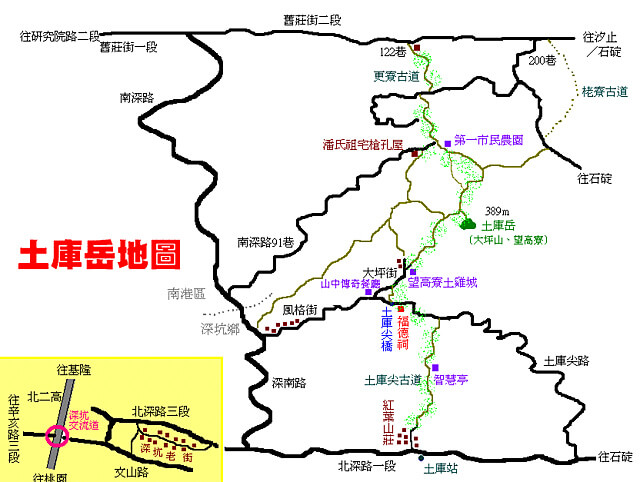 舊莊街二段
往研究院路二段
舊莊街一段
122巷
往汐止
／石碇
200巷
更寮古道
南深路
栳寮古道
潘氏祖宅槍孔屋
第一市民農園
往石碇
389m
土庫岳
(大坪山、望高寮)
南深路91巷
土庫岳地圖
大坪街
山中傳奇餐廳
望高寮土雞城
南港區
深坑鄉
風格街
土庫尖橋
福德祠
土庫尖路
深南路
土庫尖古道
智慧亭
紅葉山莊
北深路一段
土庫站
往石碇
往基隆
北二高
往辛亥路三段
深坑
交流道
北深路三段
深坑老街
文山路
往桃園